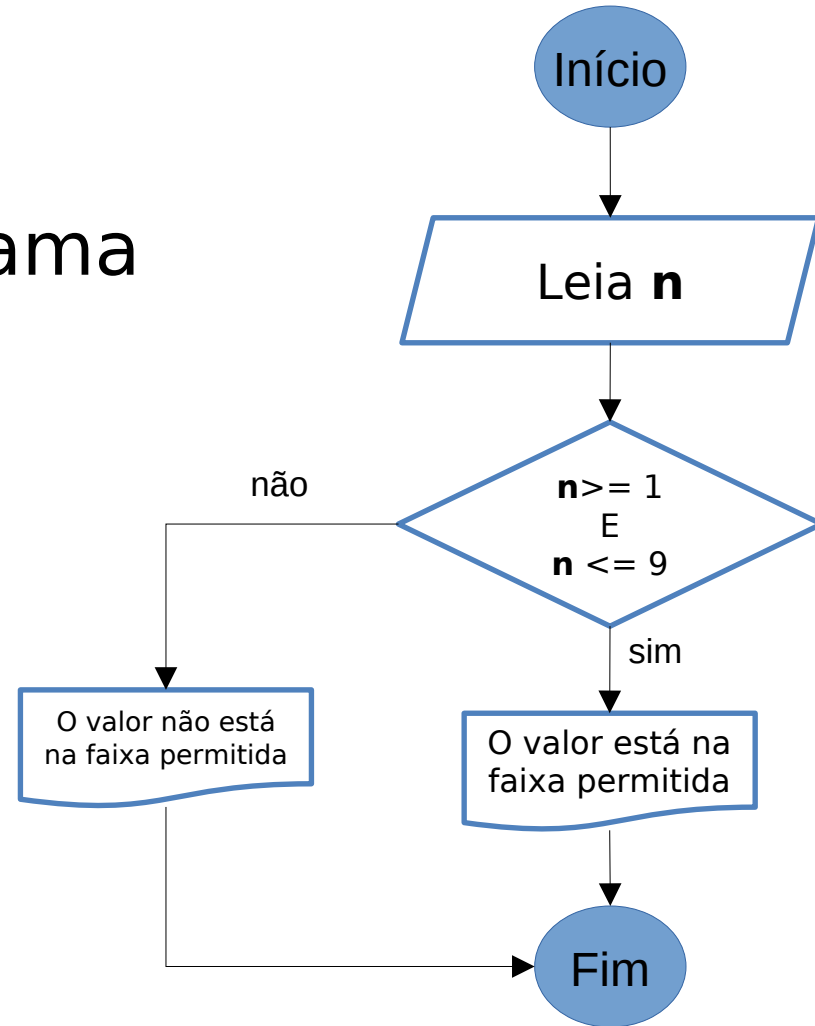 Início
ama
Leia n
não
n>= 1
E
n <= 9
sim
O valor não está
na faixa permitida
O valor está na
faixa permitida
Fim